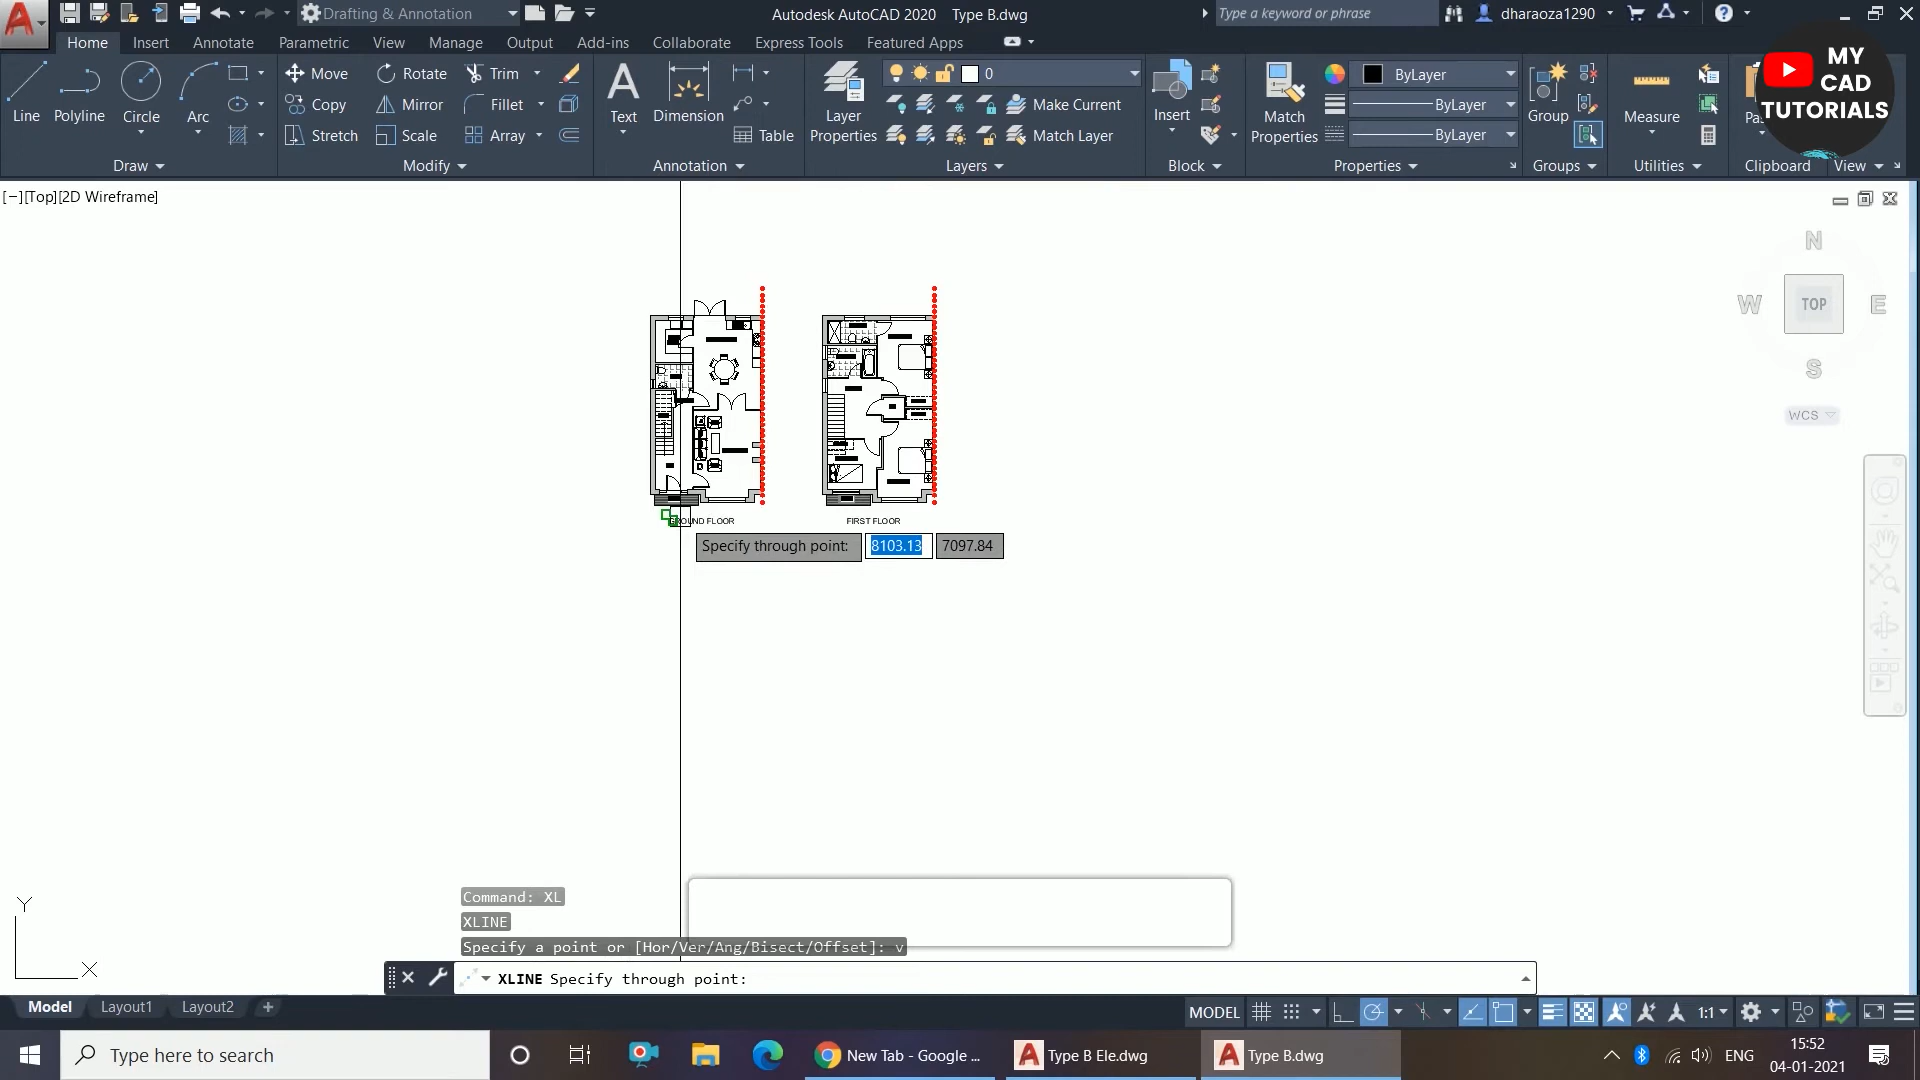 Drafting & Annotation
Autodesk AutoCAD 2020 Type B.dwg
Type a keyword or phrase
dharaoza1290
Home Insert Annotate Parametric View Manage Output Add-ins Collaborate Express Tools Featured Apps
Line Polyline Circle Arc
Draw
Move Rotate Trim
Copy Mirror Fillet
Stretch Scale Array
Modify
Text Dimension Table
Annotation
Layer Properties
0
Make Current
Match Layer
Layers
Insert
Block
Match Properties
ByLayer
ByLayer
ByLayer
Properties
Group
Groups
Measure
Utilities
Clipboard
View
MY
CAD
TUTORIALS
[−][Top][2D Wireframe]
N
W TOP E
S
WCS
GROUND FLOOR
FIRST FLOOR
Specify through point: 8103.13 7097.84
Y
X
Command: XL
XLINE
Specify a point or [Hor/Ver/Ang/Bisect/Offset]: v
XLINE Specify through point:
Model Layout1 Layout2 +
MODEL
1:1
Type here to search
New Tab - Google ...
Type B Ele.dwg
Type B.dwg
ENG
15:52
04-01-2021